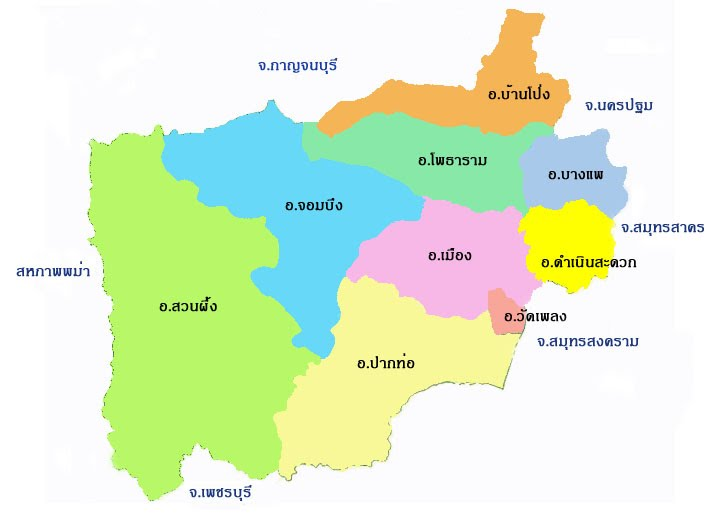 จ.กาญจนบุรี
อ.บ้านโป่ง
จ.นครปฐม
อ.โพธาราม
อ.บางแพ
อ.จอมบึง
จ.สมุทรสาคร
อ.เมือง
อ.ดำเนินสะดวก
สหภาพพม่า
อ.สวนผึ้ง
อ.วัดเพลง
จ.สมุทรสงคราม
อ.ปากท่อ
จ.เพชรบุรี